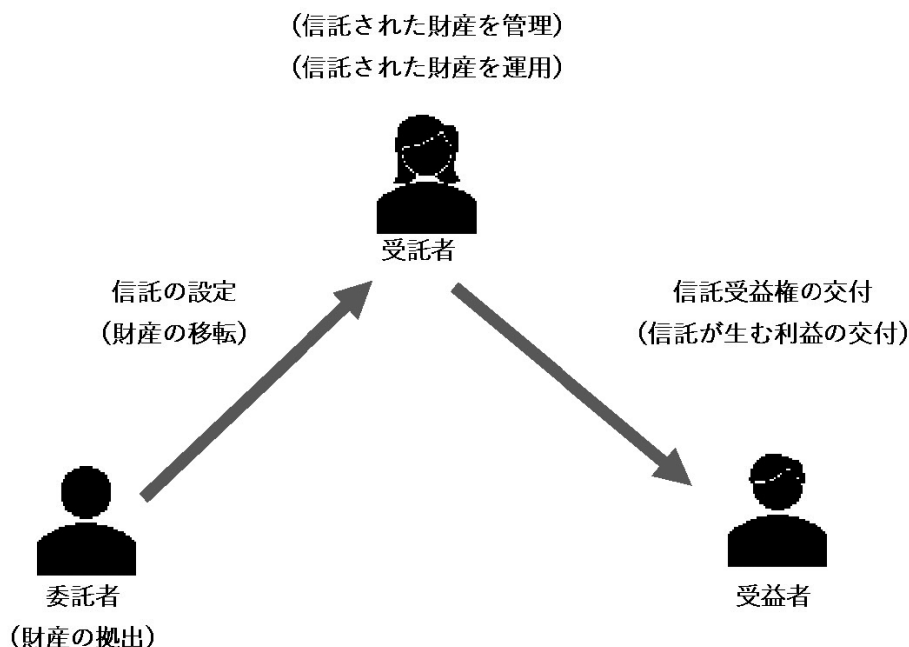 （信託された財産を管理）
（信託された財産を運用）
受託者
信託の設定
（財産の移転）
信託受益権の交付
（信託が生む利益の交付）
委託者
（財産の拠出）
受益者